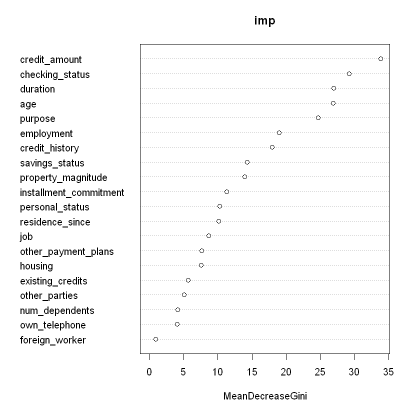 imp
credit_amount
checking_status
duration
age
purpose
employment
credit_history
savings_status
property_magnitude
installment_commitment
personal_status
residence_since
job
other_payment_plans
housing
existing_credits
other_parties
num_dependents
own_telephone
foreign_worker
0 5 10 15 20 25 30 35
MeanDecreaseGini